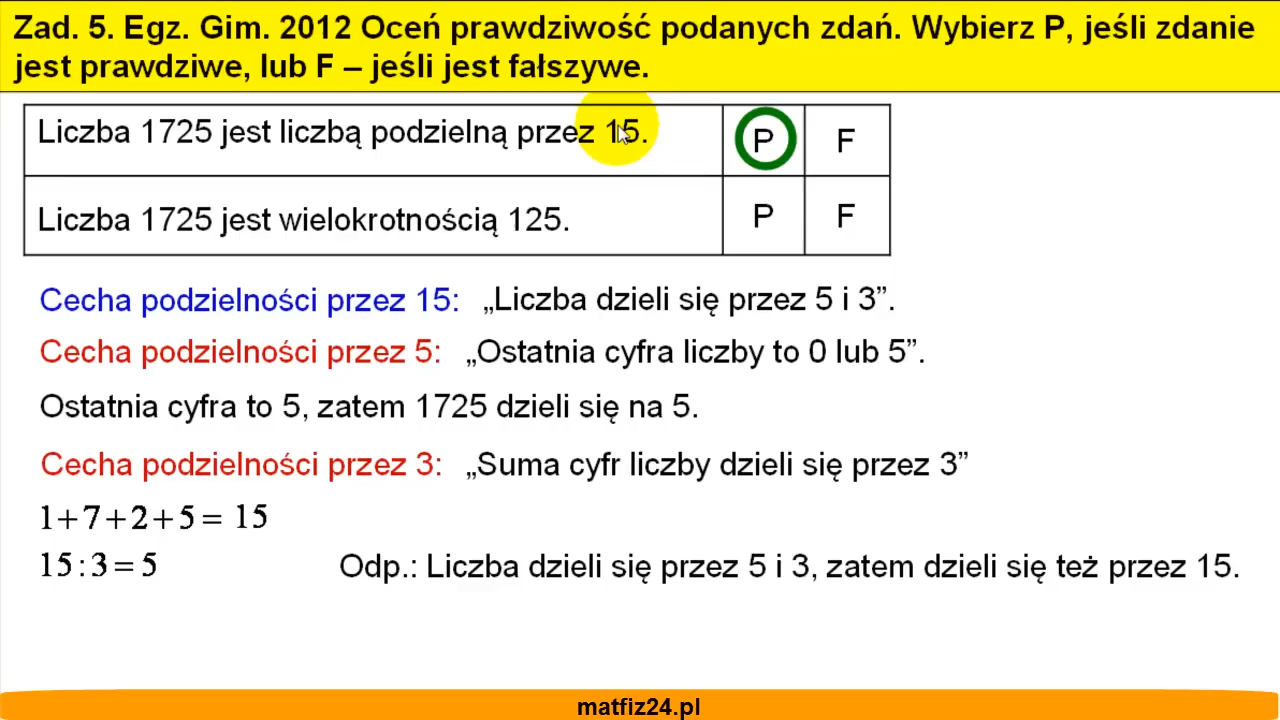 Zad. 5. Egz. Gim. 2012 Oceń prawdziwość podanych zdań. Wybierz P, jeśli zdanie
jest prawdziwe, lub F – jeśli jest fałszywe.
Liczba 1725 jest liczbą podzielną przez 15. P F
Liczba 1725 jest wielokrotnością 125. P F
Cecha podzielności przez 15: „Liczba dzieli się przez 5 i 3”.
Cecha podzielności przez 5: „Ostatnia cyfra liczby to 0 lub 5”.
Ostatnia cyfra to 5, zatem 1725 dzieli się na 5.
Cecha podzielności przez 3: „Suma cyfr liczby dzieli się przez 3”
1+7+2+5= 15
15:3=5 Odp.: Liczba dzieli się przez 5 i 3, zatem dzieli się też przez 15.
matfiz24.pl